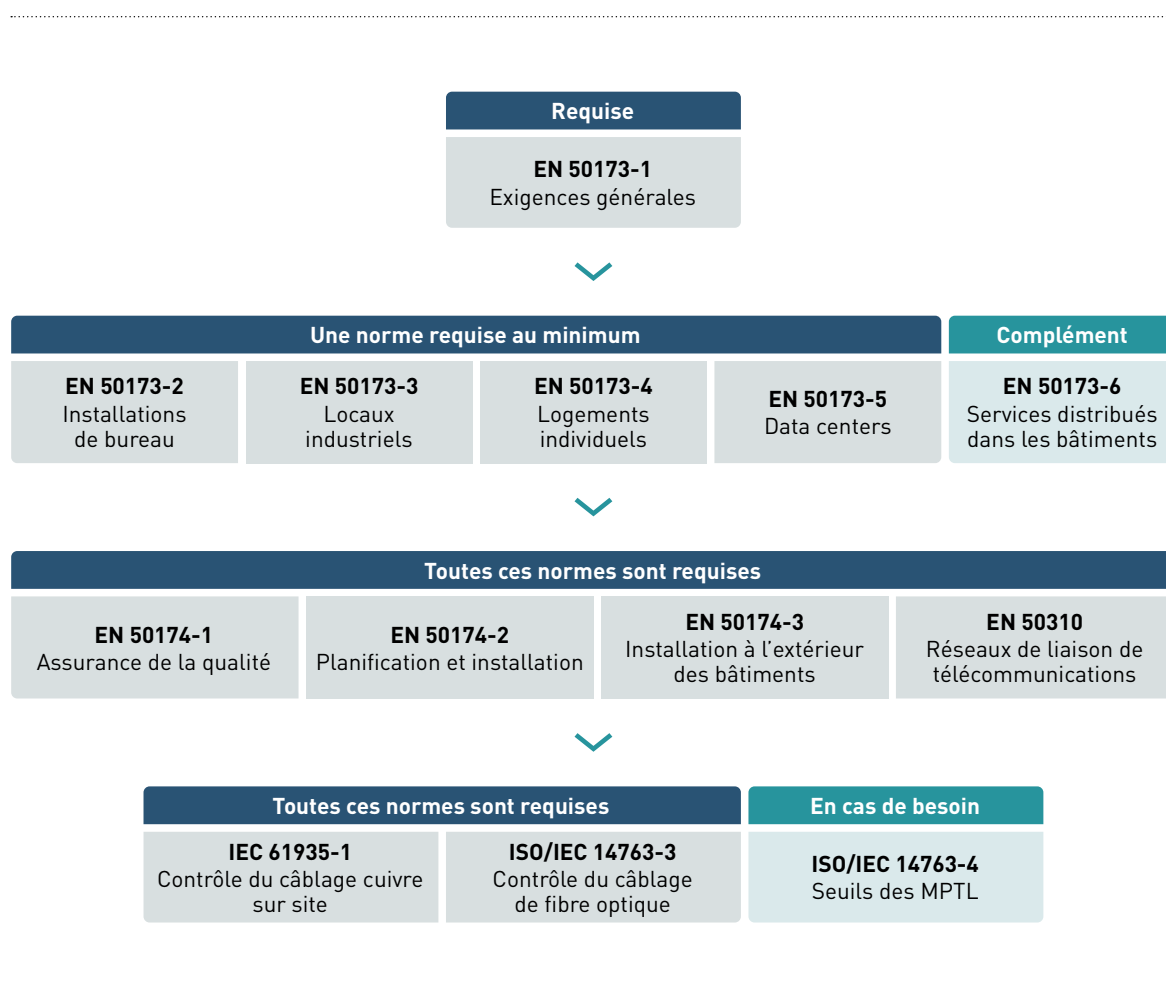 Requise
EN 50173-1
Exigences générales
Une norme requise au minimum
Complément
EN 50173-2
Installations
de bureau
EN 50173-3
Locaux
industriels
EN 50173-4
Logements
individuels
EN 50173-5
Data centers
EN 50173-6
Services distribués
dans les bâtiments
Toutes ces normes sont requises
EN 50174-1
Assurance de la qualité
EN 50174-2
Planification et installation
EN 50174-3
Installation à l’extérieur
des bâtiments
EN 50310
Réseaux de liaison de
télécommunications
Toutes ces normes sont requises
En cas de besoin
IEC 61935-1
Contrôle du câblage cuivre
sur site
ISO/IEC 14763-3
Contrôle du câblage
de fibre optique
ISO/IEC 14763-4
Seuils des MPTL